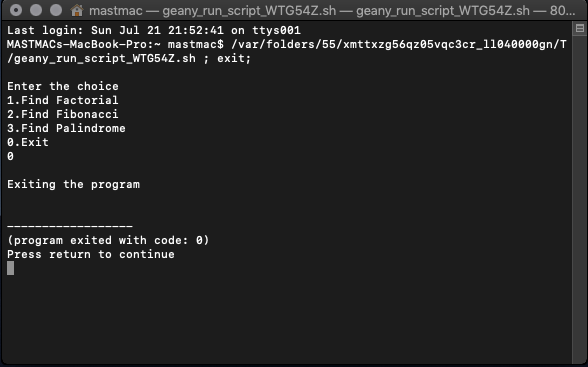 mastmac — geany_run_script_WTG54Z.sh — geany_run_script_WTG54Z.sh — 80...
Last login: Sun Jul 21 21:52:41 on ttys001
MASTMACs-MacBook-Pro:~ mastmac$ /var/folders/55/xmttxzg56qz05vqc3cr_ll040000gn/T
/geany_run_script_WTG54Z.sh ; exit;
Enter the choice
1.Find Factorial
2.Find Fibonacci
3.Find Palindrome
0.Exit
0
Exiting the program
------------------
(program exited with code: 0)
Press return to continue